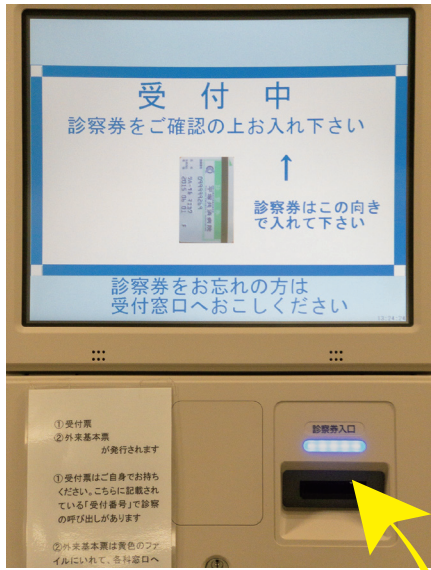 受付中
診察券をご確認の上お入れ下さい
↑
診察券はこの向き
で入れて下さい
診察券をお忘れの方は
受付窓口へおこしください
診察券入口
①受付票
②外来基本票
が発行されます
①受付票はご自身でお持ち
ください。こちらに記載され
ている「受付番号」で診察
の呼び出しがあります
②外来基本票は黄色のファ
イルにいれて、各科窓口へ